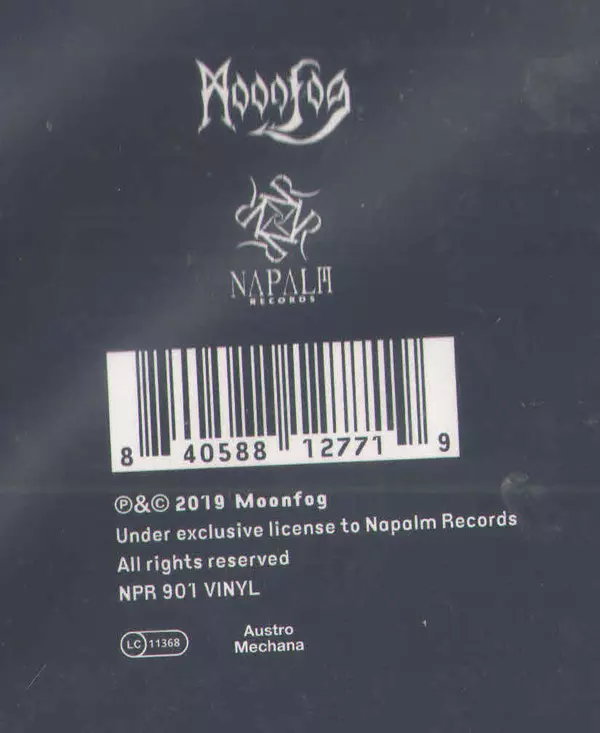 Moonfog
NAPALM
RECORDS
8 40588 12771 9
℗&© 2019 Moonfog
Under exclusive license to Napalm Records
All rights reserved
NPR 901 VINYL
LC 11368
Austro
Mechana